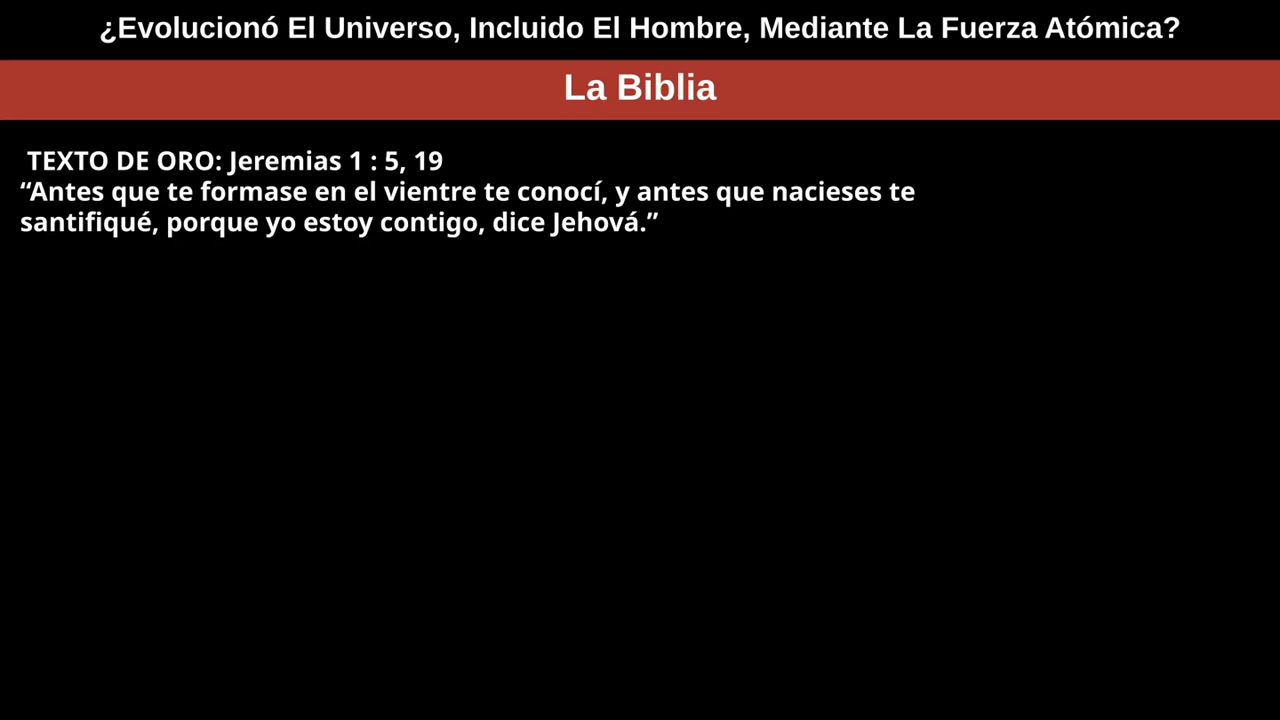 ¿Evolucionó El Universo, Incluido El Hombre, Mediante La Fuerza Atómica?
La Biblia
TEXTO DE ORO: Jeremias 1 : 5, 19
“Antes que te formase en el vientre te conocí, y antes que nacieses te
santifiqué, porque yo estoy contigo, dice Jehová.”